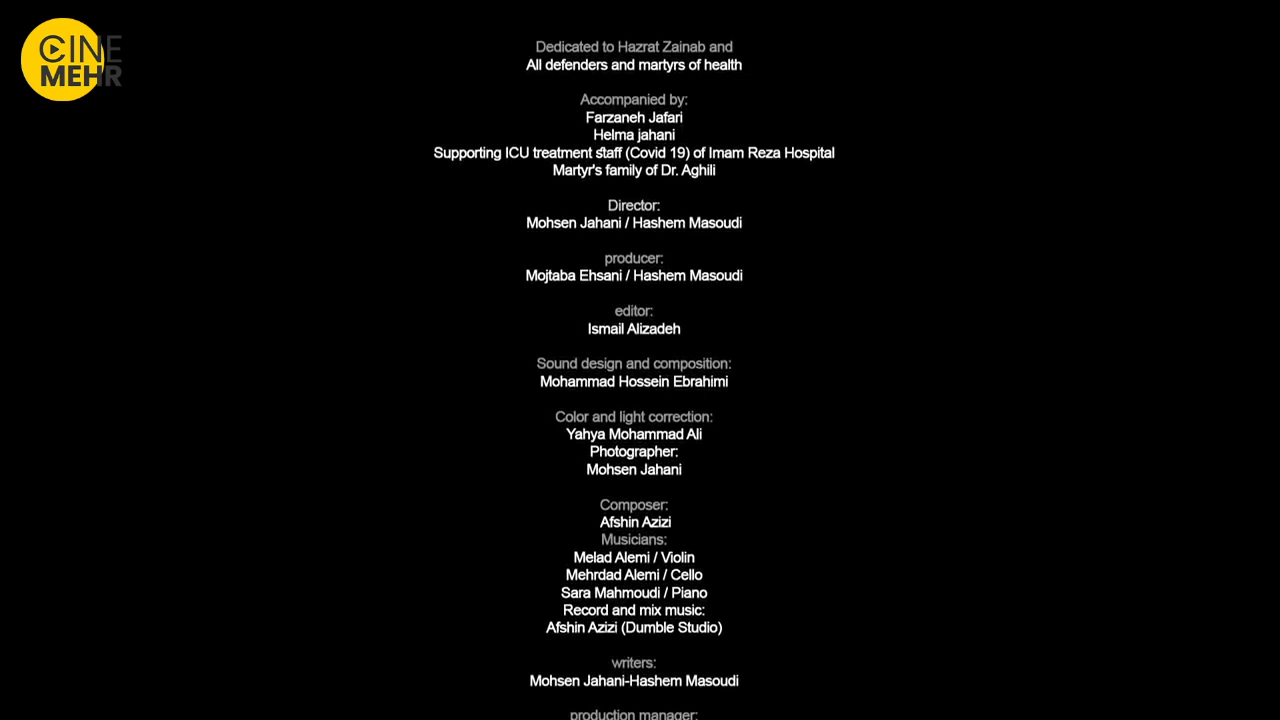 CINE
MEHR
Dedicated to Hazrat Zainab and
All defenders and martyrs of health
Accompanied by:
Farzaneh Jafari
Helma jahani
Supporting ICU treatment staff (Covid 19) of Imam Reza Hospital
Martyr's family of Dr. Aghili
Director:
Mohsen Jahani / Hashem Masoudi
producer:
Mojtaba Ehsani / Hashem Masoudi
editor:
Ismail Alizadeh
Sound design and composition:
Mohammad Hossein Ebrahimi
Color and light correction:
Yahya Mohammad Ali
Photographer:
Mohsen Jahani
Composer:
Afshin Azizi
Musicians:
Melad Alemi / Violin
Mehrdad Alemi / Cello
Sara Mahmoudi / Piano
Record and mix music:
Afshin Azizi (Dumble Studio)
writers:
Mohsen Jahani-Hashem Masoudi
production manager: